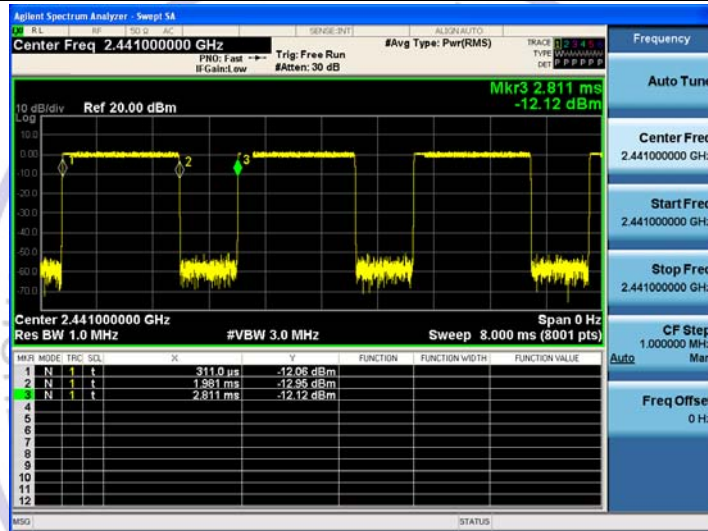 Agilent Spectrum Analyzer - Swept SA
RL RF 50 Ω AC SENSE:INT ALIGN AUTO
Center Freq 2.441000000 GHz
PNO: Fast
IFGain:Low
Trig: Free Run
#Atten: 30 dB
#Avg Type: Pwr(RMS)
TRACE 1 2 3 4 5 6
TYPE
DET P P P P P P
Mkr3 2.811 ms
-12.12 dBm
10 dB/div Ref 20.00 dBm
Log
10.0
0.00
-10.0
-20.0
-30.0
-40.0
-50.0
-60.0
-70.0
1
2
3
Center 2.441000000 GHz Span 0 Hz
Res BW 1.0 MHz #VBW 3.0 MHz Sweep 8.000 ms (8001 pts)
MKR MODE TRC SCL X Y FUNCTION FUNCTION WIDTH FUNCTION VALUE
1 N 1 t 311.0 µs -12.06 dBm
2 N 1 t 1.981 ms -12.95 dBm
3 N 1 t 2.811 ms -12.12 dBm
4
5
6
7
8
9
10
11
12
MSG STATUS
Frequency
Auto Tune
Center Freq
2.441000000 GHz
Start Freq
2.441000000 GHz
Stop Freq
2.441000000 GHz
CF Step
1.000000 MHz
Auto Man
Freq Offset
0 Hz